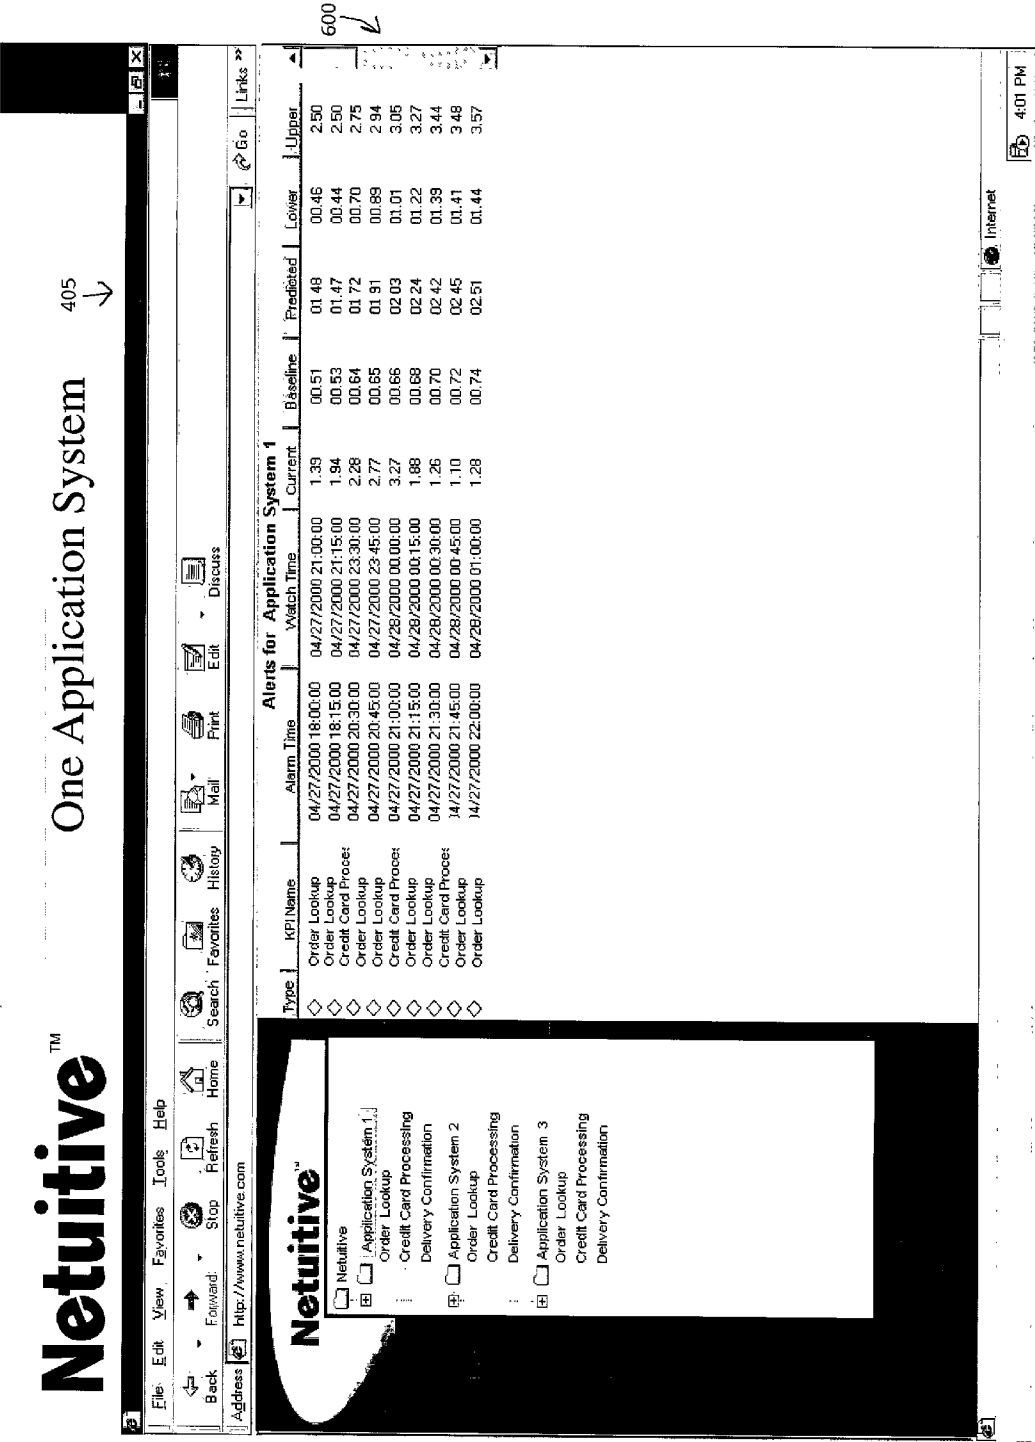 Netuitive™ One Application System 405
600
File Edit View Favorites Tools Help
Back Forward Stop Refresh Home Search Favorites History Mail Print Edit Discuss
Address http://www.netuitive.com Go Links »
Netuitive™
Netuitive
Application System 1
Order Lookup
Credit Card Processing
Delivery Confirmation
Application System 2
Order Lookup
Credit Card Processing
Delivery Confirmation
Application System 3
Order Lookup
Credit Card Processing
Delivery Confirmation
Alerts for Application System 1
Type KPI Name Alarm Time Watch Time Current Baseline Predicted Lower Upper
Order Lookup
Order Lookup
Credit Card Proces
Order Lookup
Order Lookup
Credit Card Proces
Order Lookup
Order Lookup
Credit Card Proces
Order Lookup
Order Lookup
04/27/2000 18:00:00 04/27/2000 21:00:00 1.39 00.51 01 48 00.46 2.50
04/27/2000 18:15:00 04/27/2000 21:15:00 1.94 00.53 01.47 00.44 2.50
04/27/2000 20:30:00 04/27/2000 23:30:00 2.28 00.64 01 72 00.70 2.75
04/27/2000 20:45:00 04/27/2000 23:45:00 2.77 00.65 01 91 00.89 2 94
04/27/2000 21:00:00 04/28/2000 00:00:00 3.27 00.66 02 03 01.01 3.05
04/27/2000 21:15:00 04/28/2000 00:15:00 1.88 00.68 02 24 01.22 3.27
04/27/2000 21:30:00 04/28/2000 00:30:00 1.26 00.70 02 42 01.39 3.44
04/27/2000 21:45:00 04/28/2000 00:45:00 1.10 00.72 02 45 01.41 3 48
04/27/2000 22:00:00 04/28/2000 01:00:00 1.28 00.74 02.51 01.44 3.57
Internet
4:01 PM